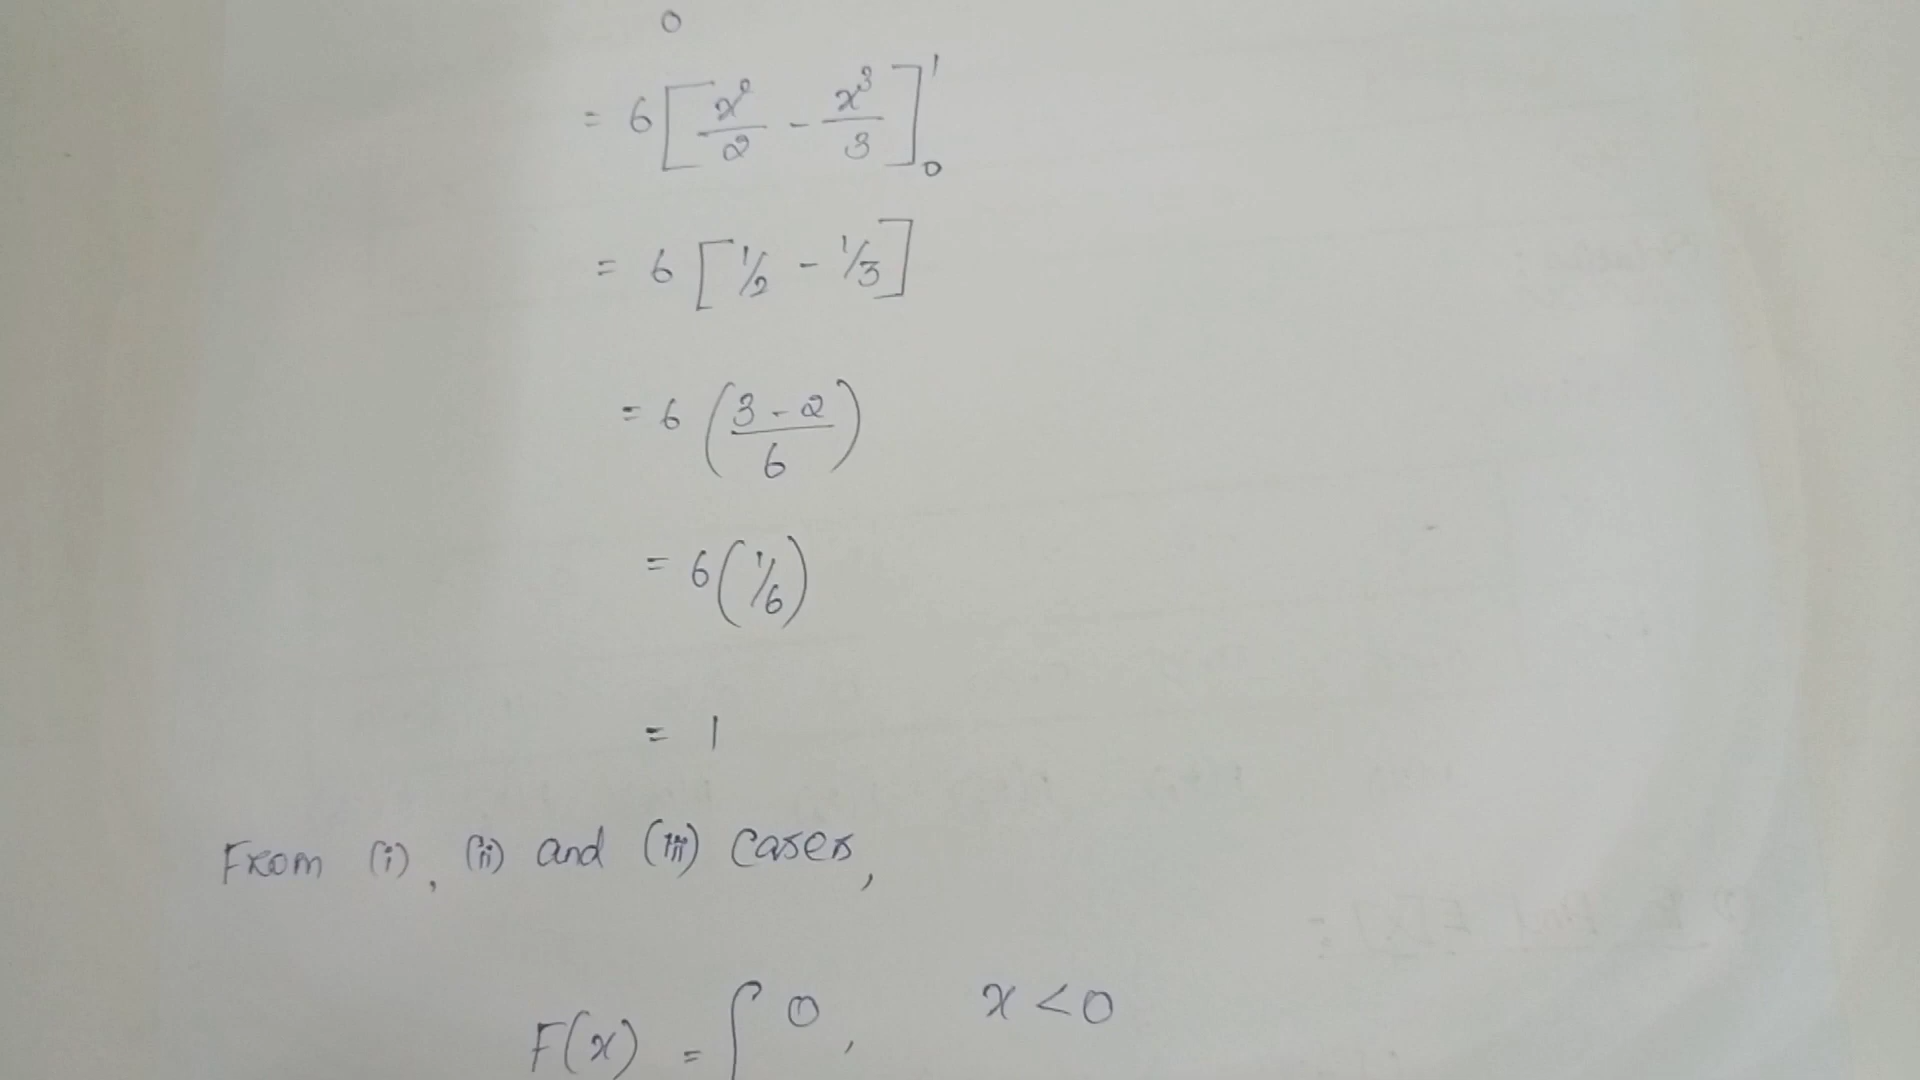 0
= 6 [ x²/2 - x³/3 ]₀¹
= 6 [ 1/2 - 1/3 ]
= 6 ( 3 - 2 / 6 )
= 6 ( 1/6 )
= 1
From (i), (ii) and (iii) cases,
F(x) = { 0, x < 0